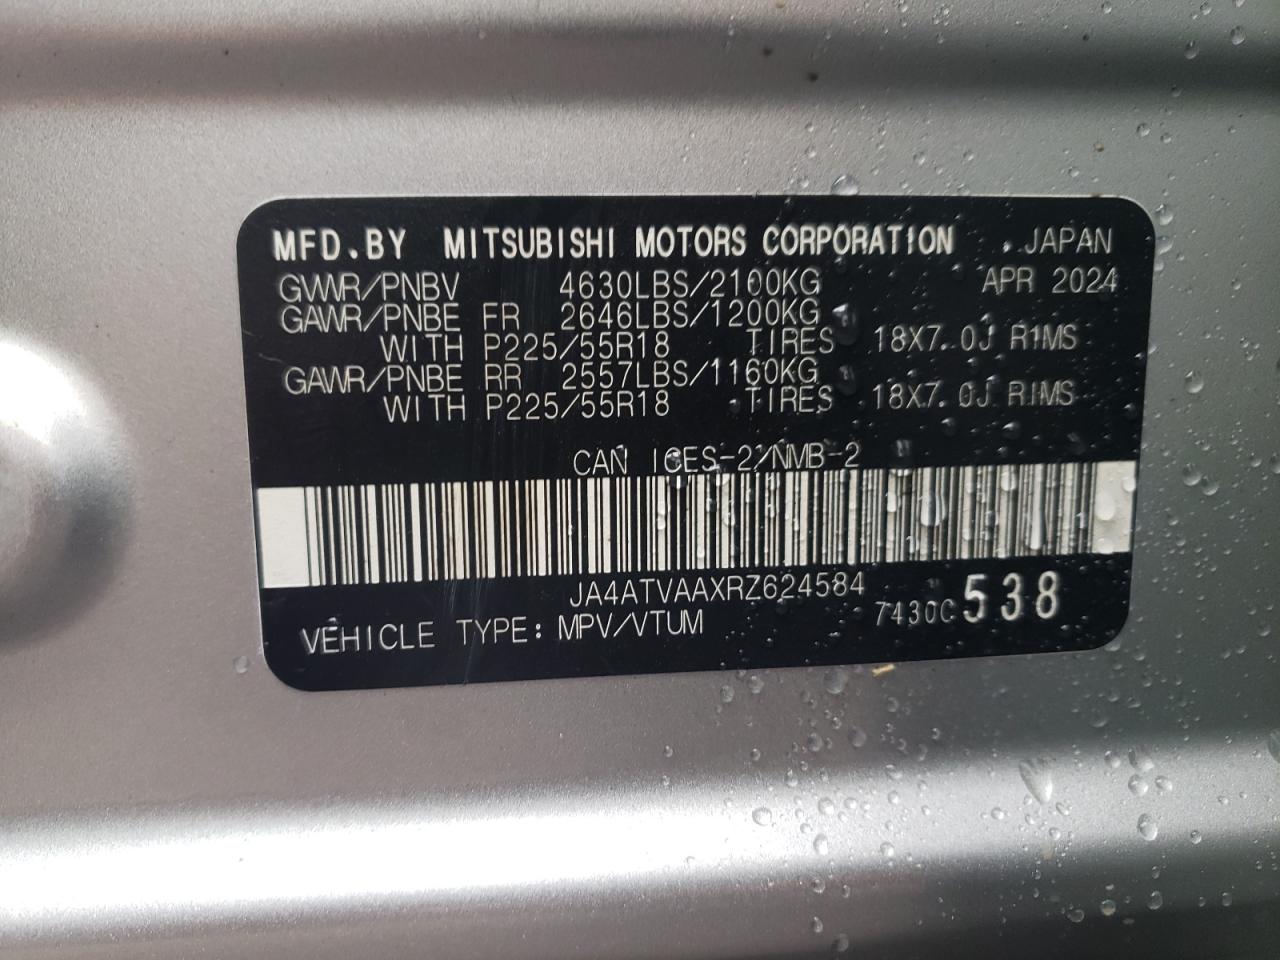 MFD.BY MITSUBISHI MOTORS CORPORATION JAPAN
GVWR/PNBV 4630LBS/2100KG APR 2024
GAWR/PNBE FR 2646LBS/1200KG
WITH P225/55R18 TIRES 18X7.0J RIMS
GAWR/PNBE RR 2557LBS/1160KG
WITH P225/55R18 TIRES 18X7.0J RIMS
CAN ICES-2/NMB-2
JA4ATVAAXRZ624584
VEHICLE TYPE: MPV/VTUM 7430C538